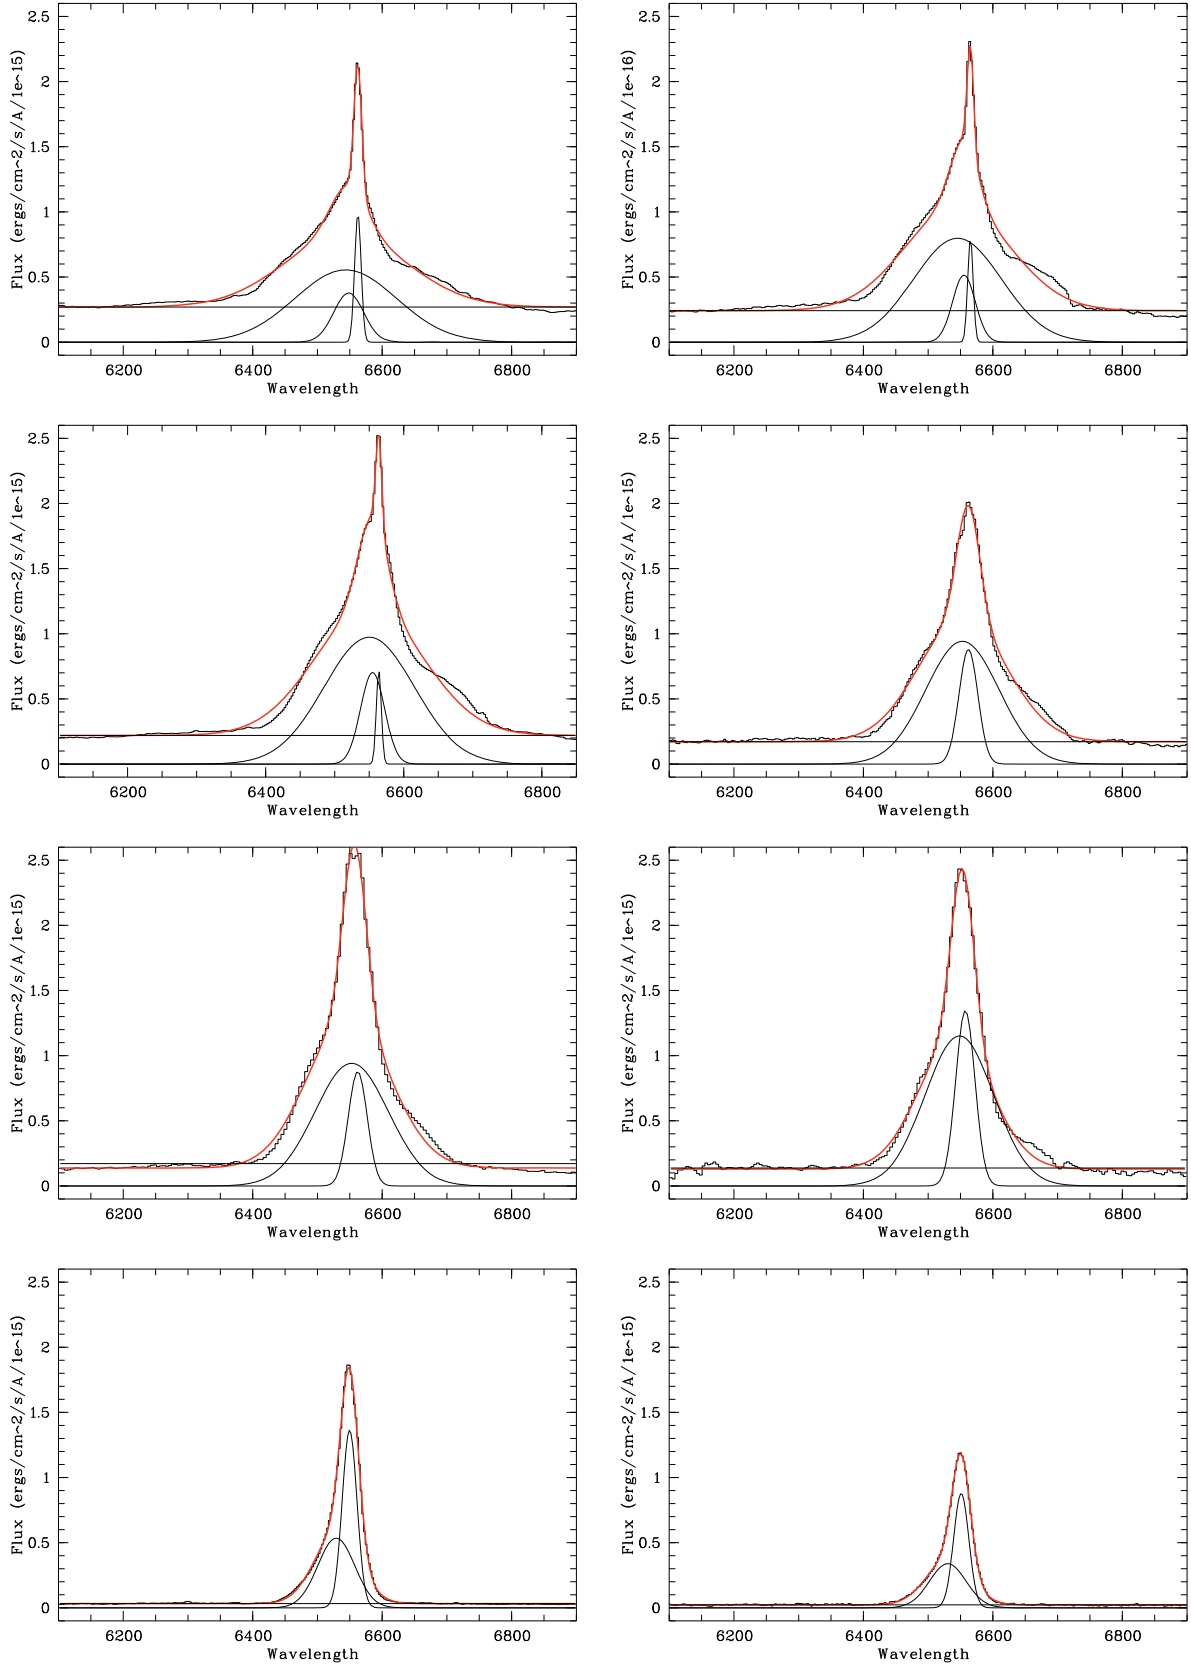 2.5 2 1.5 1 0.5 0
Flux (ergs/cm^2/s/A/1e-15)
6200 6400 6600 6800
Wavelength
2.5 2 1.5 1 0.5 0
Flux (ergs/cm^2/s/A/1e-16)
6200 6400 6600 6800
Wavelength
2.5 2 1.5 1 0.5 0
Flux (ergs/cm^2/s/A/1e-15)
6200 6400 6600 6800
Wavelength
2.5 2 1.5 1 0.5 0
Flux (ergs/cm^2/s/A/1e-15)
6200 6400 6600 6800
Wavelength
2.5 2 1.5 1 0.5 0
Flux (ergs/cm^2/s/A/1e-15)
6200 6400 6600 6800
Wavelength
2.5 2 1.5 1 0.5 0
Flux (ergs/cm^2/s/A/1e-15)
6200 6400 6600 6800
Wavelength
2.5 2 1.5 1 0.5 0
Flux (ergs/cm^2/s/A/1e-15)
6200 6400 6600 6800
Wavelength
2.5 2 1.5 1 0.5 0
Flux (ergs/cm^2/s/A/1e-15)
6200 6400 6600 6800
Wavelength